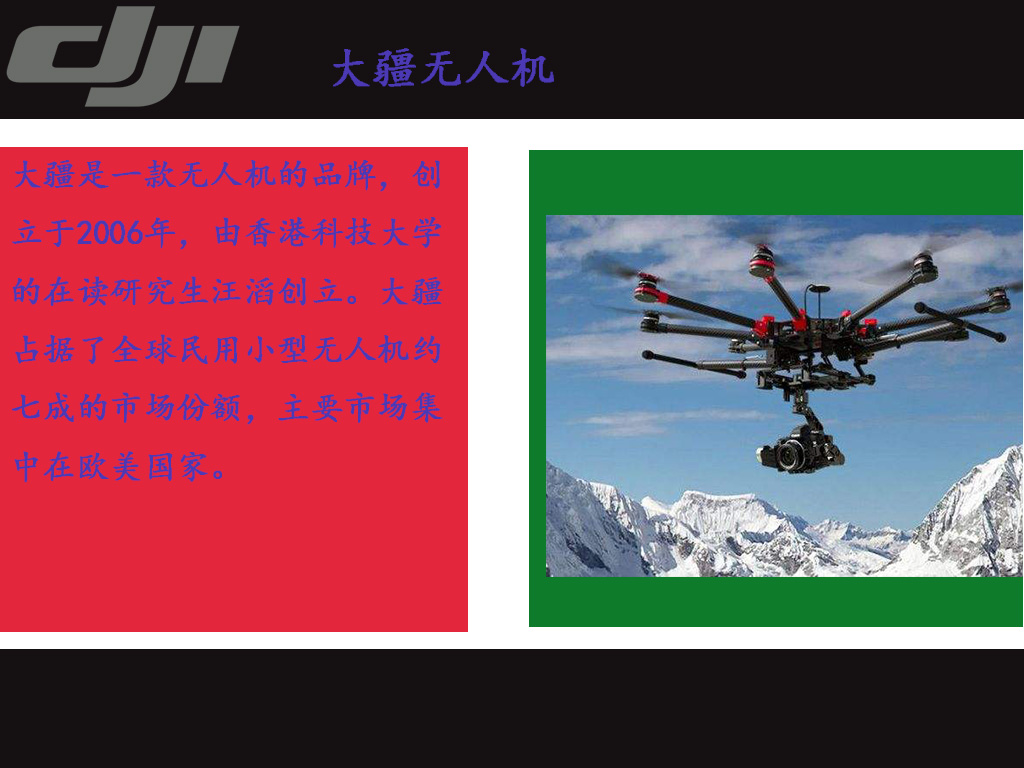 dji
大疆无人机
大疆是一款无人机的品牌，创
立于2006年，由香港科技大学
的在读研究生汪滔创立。大疆
占据了全球民用小型无人机约
七成的市场份额，主要市场集
中在欧美国家。